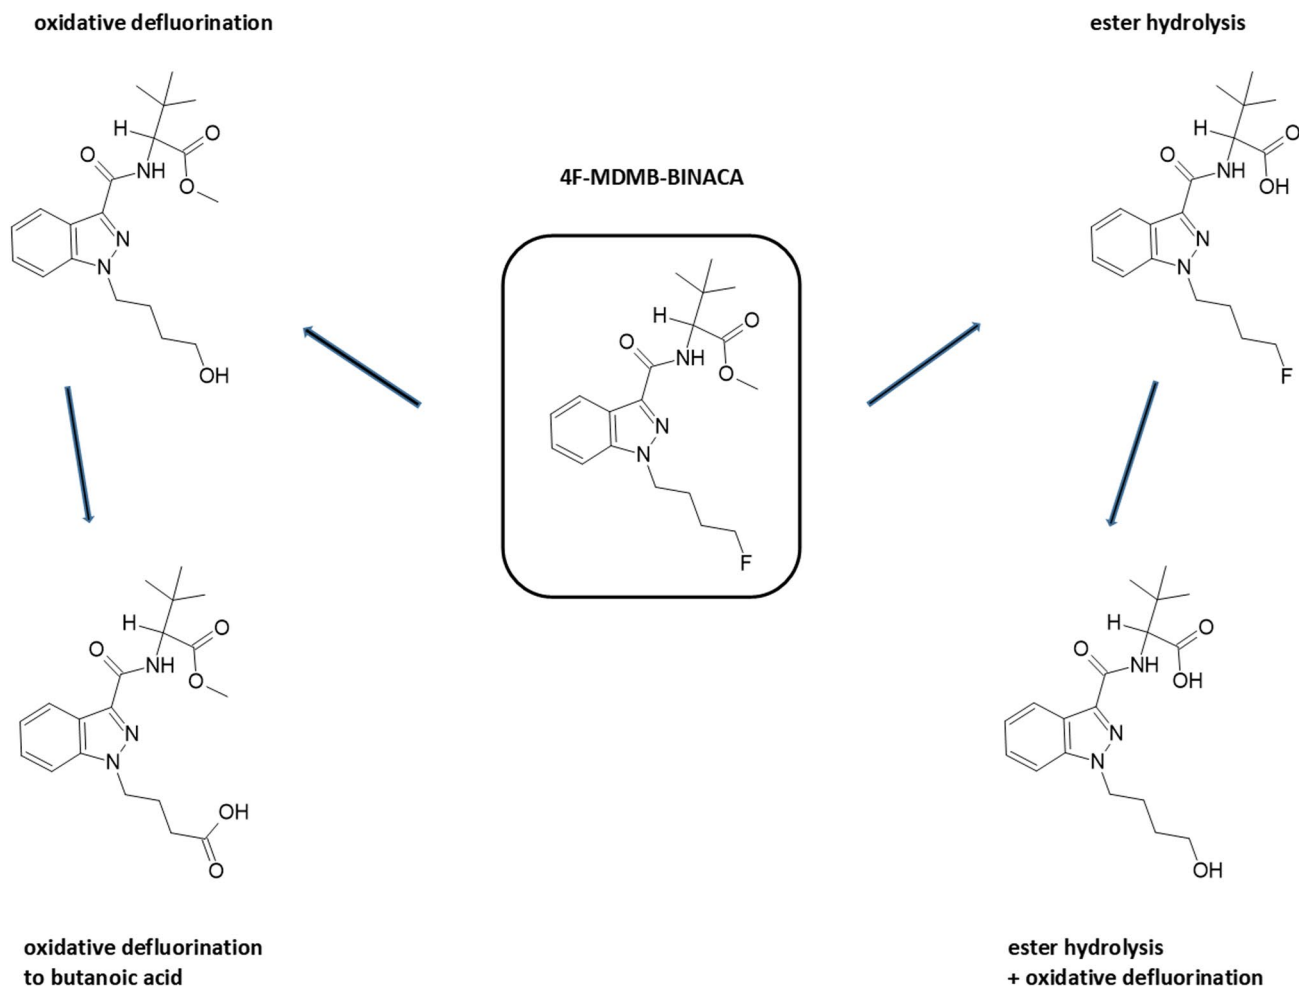 oxidative defluorination
ester hydrolysis
H
O
O
NH
O
N
N
OH
4F-MDMB-BINACA
H
O
O
NH
O
N
N
F
H
O
O
NH
OH
N
N
F
H
O
O
NH
O
N
N
OH
O
H
O
O
NH
OH
N
N
OH
oxidative defluorination
to butanoic acid
ester hydrolysis
+ oxidative defluorination